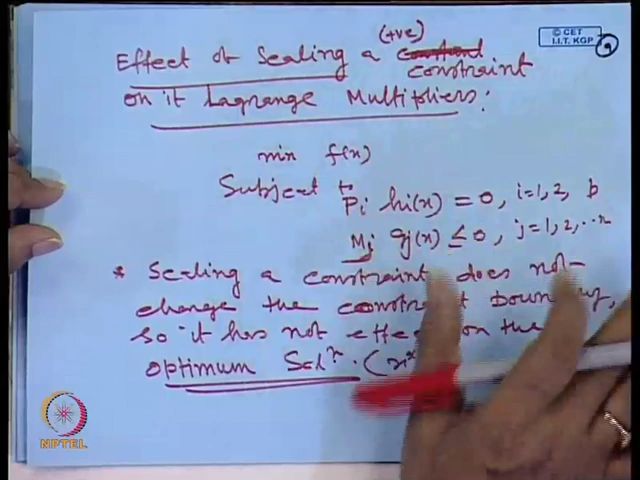 © CET
I.I.T. KGP
9
(+ve)
Effect of Scaling a constraint
on it Lagrange Multipliers:
min f(x)
Subject to
Pi hi(x) = 0, i=1,2, p
Mj gj(x) ≤ 0, j=1,2,..m
* Scaling a constraint does not
change the constraint boundary,
so it has not effect on the
optimum Solⁿ. (x*
NPTEL